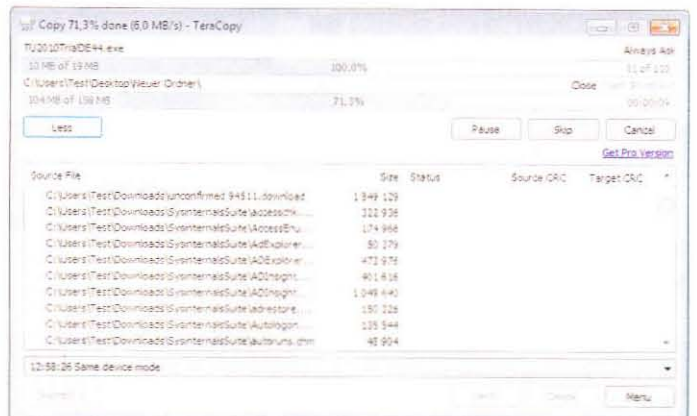 Copy 71,3% done (6,0 MB/s) - TeraCopy
TU2010TrialDE44.exe Always Ask
10 MB of 19 MB 100,0%
C:\Users\Test\Desktop\Neuer Ordner\ Close
104 MB of 158 MB 71,3% 00:00:09
Less Pause Skip Cancel
Get Pro Version
Source File Size Status Source CRC Target CRC
C:\Users\Test\Downloads\unconfirmed 94511.download 1 849 129
C:\Users\Test\Downloads\SysinternalsSuite\accesschk.... 322 936
C:\Users\Test\Downloads\SysinternalsSuite\AccessEnu.... 174 968
C:\Users\Test\Downloads\SysinternalsSuite\AdExplorer.... 50 379
C:\Users\Test\Downloads\SysinternalsSuite\ADExplorer.... 472 976
C:\Users\Test\Downloads\SysinternalsSuite\ADInsight.... 401 616
C:\Users\Test\Downloads\SysinternalsSuite\ADInsight.... 1 049 640
C:\Users\Test\Downloads\SysinternalsSuite\adrestore.... 150 328
C:\Users\Test\Downloads\SysinternalsSuite\Autologon.... 135 544
C:\Users\Test\Downloads\SysinternalsSuite\autoruns.chm 48 904
12:58:26 Same device mode
Menu